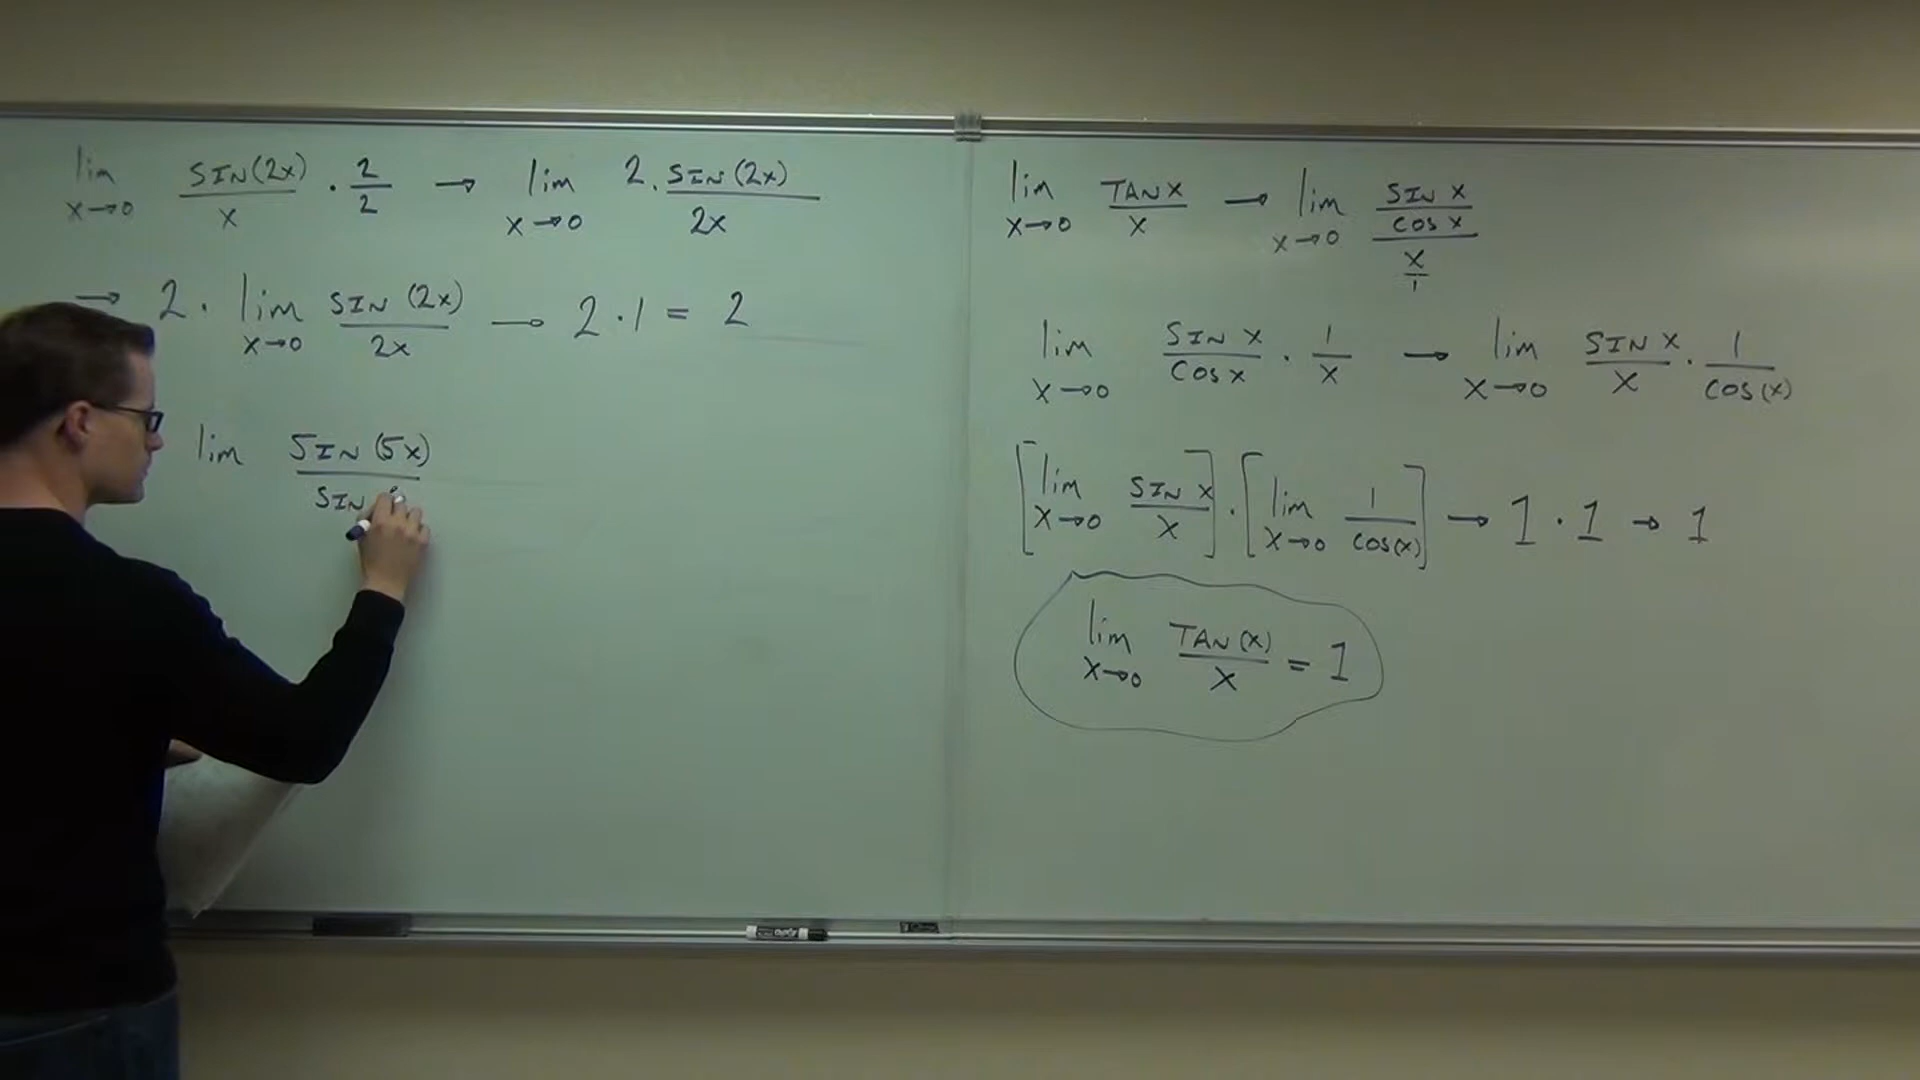 lim SIN(2x) · 2 → lim 2 · SIN(2x)
x→0 x 2 x→0 2x
→ 2 · lim SIN (2x) → 2 · 1 = 2
x→0 2x
lim SIN (5x)
SIN
lim TAN X → lim SIN X
x→0 X x→0 COS X
X
1
lim SIN X · 1 → lim SIN X · 1
X→0 COS X X X→0 X COS(X)
[lim SIN X] · [lim 1] → 1 · 1 → 1
X→0 X X→0 COS(X)
lim TAN(X) = 1
X→0 X